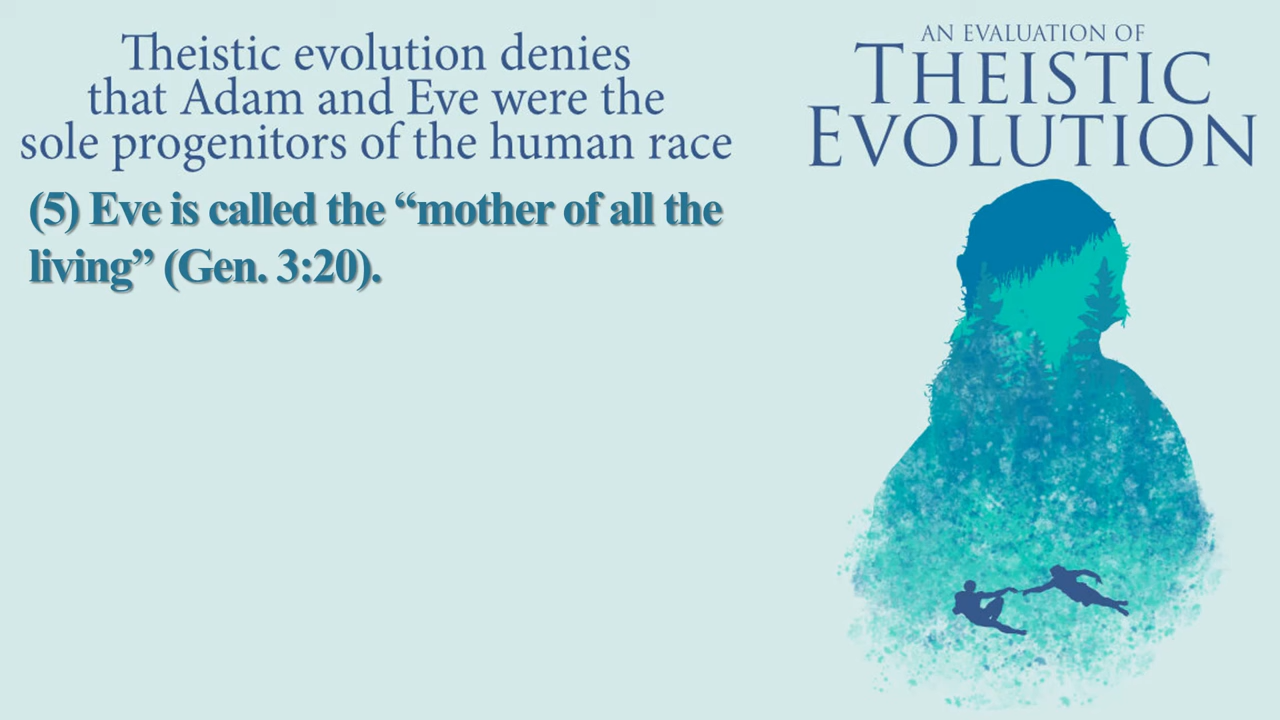 Theistic evolution denies
that Adam and Eve were the
sole progenitors of the human race
(5) Eve is called the “mother of all the
living” (Gen. 3:20).
AN EVALUATION OF
THEISTIC
EVOLUTION